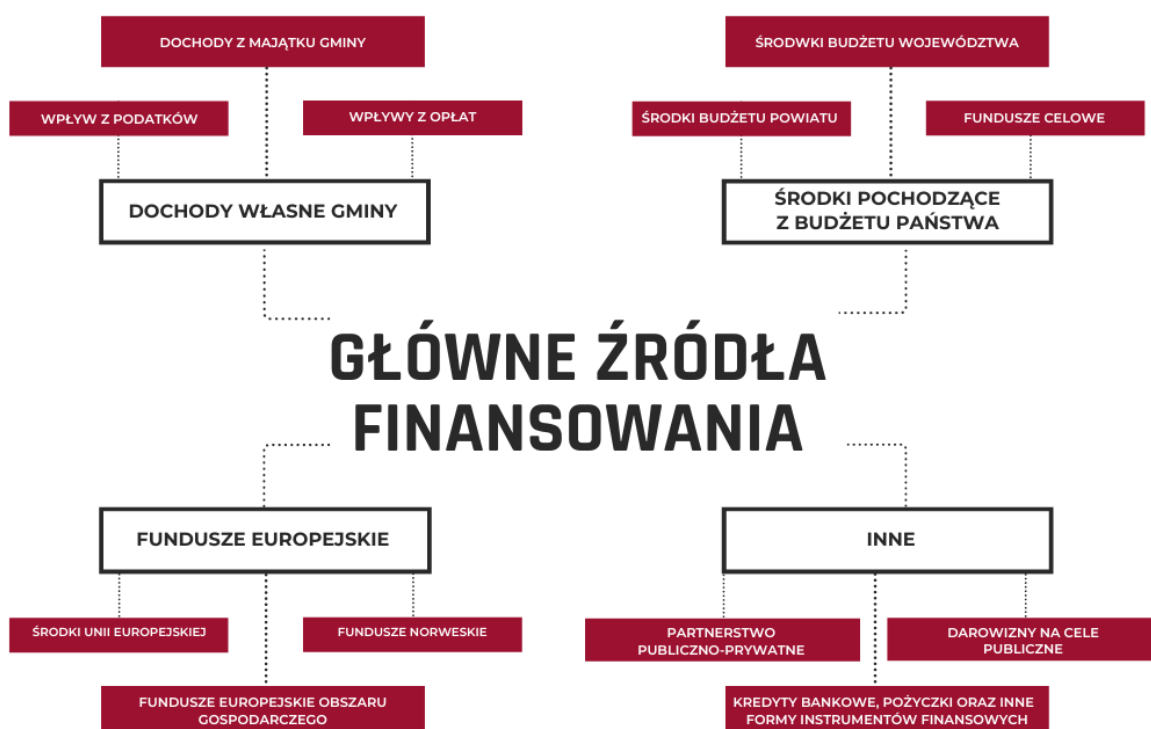 DOCHODY Z MAJĄTKU GMINY
WPŁYW Z PODATKÓW
WPŁYWY Z OPŁAT
DOCHODY WŁASNE GMINY
ŚRODWKI BUDŻETU WOJEWÓDZTWA
ŚRODKI BUDŻETU POWIATU
FUNDUSZE CELOWE
ŚRODKI POCHODZĄCE
Z BUDŻETU PAŃSTWA
GŁÓWNE ŹRÓDŁA
FINANSOWANIA
FUNDUSZE EUROPEJSKIE
ŚRODKI UNII EUROPEJSKIEJ
FUNDUSZE NORWESKIE
FUNDUSZE EUROPEJSKIE OBSZARU
GOSPODARCZEGO
INNE
PARTNERSTWO
PUBLICZNO-PRYWATNE
DAROWIZNY NA CELE
PUBLICZNE
KREDYTY BANKOWE, POŻYCZKI ORAZ INNE
FORMY INSTRUMENTÓW FINANSOWYCH